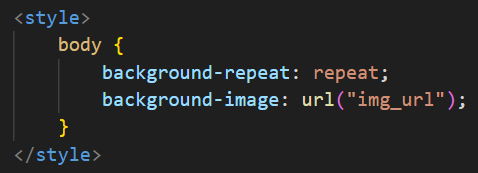 <style>
body {
background-repeat: repeat;
background-image: url("img_url");
}
</style>